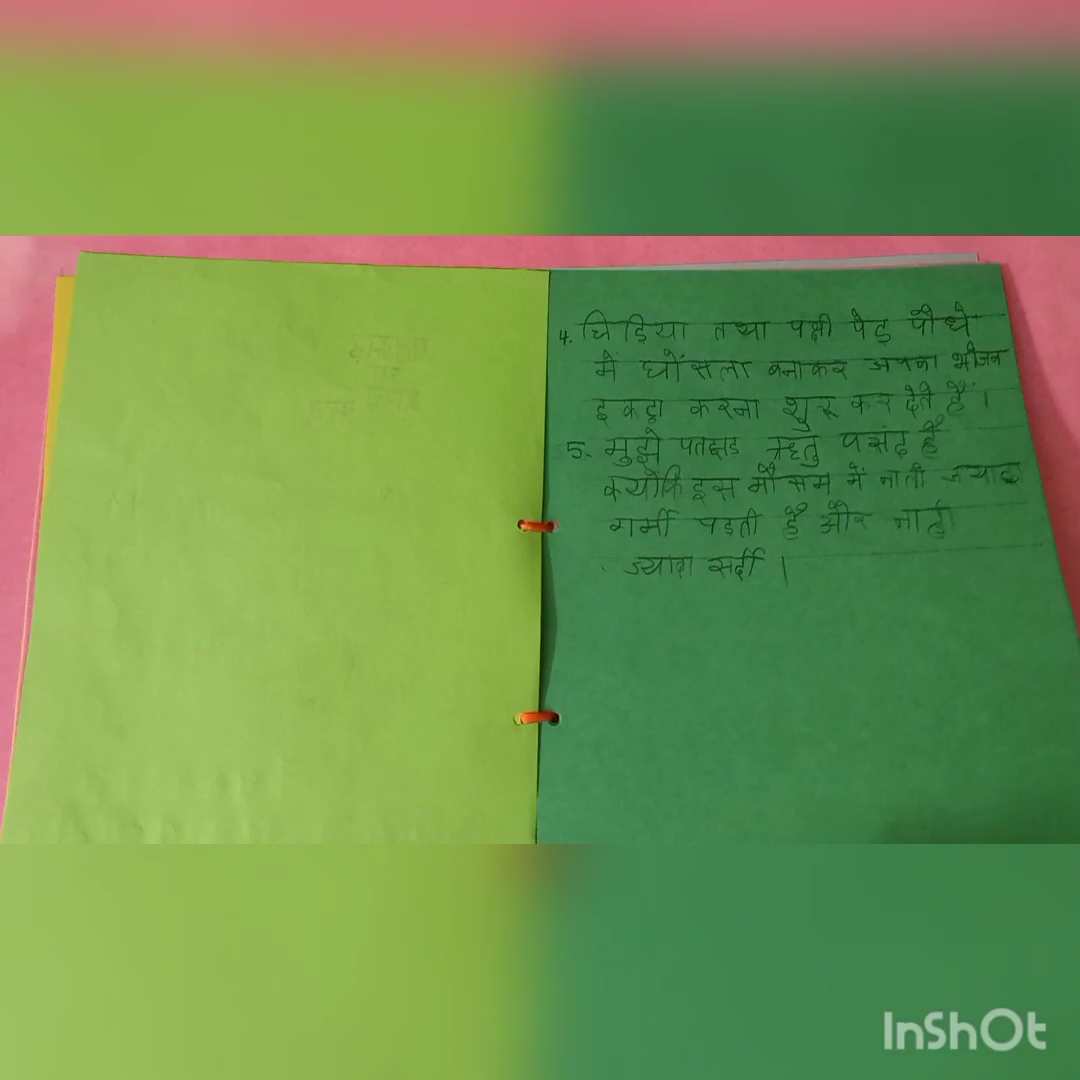 4. चिड़िया तथा पक्षी पेड़ पौधे
में घोंसला बनाकर अपना भोजन
इकट्ठा करना शुरू कर देते हैं।
5. मुझे पतझड़ ऋतु पसंद है
क्योंकि इस मौसम में नातो ज्यादा
गर्मी पड़ती है और नाही
ज्यादा सर्दी।
InShOt